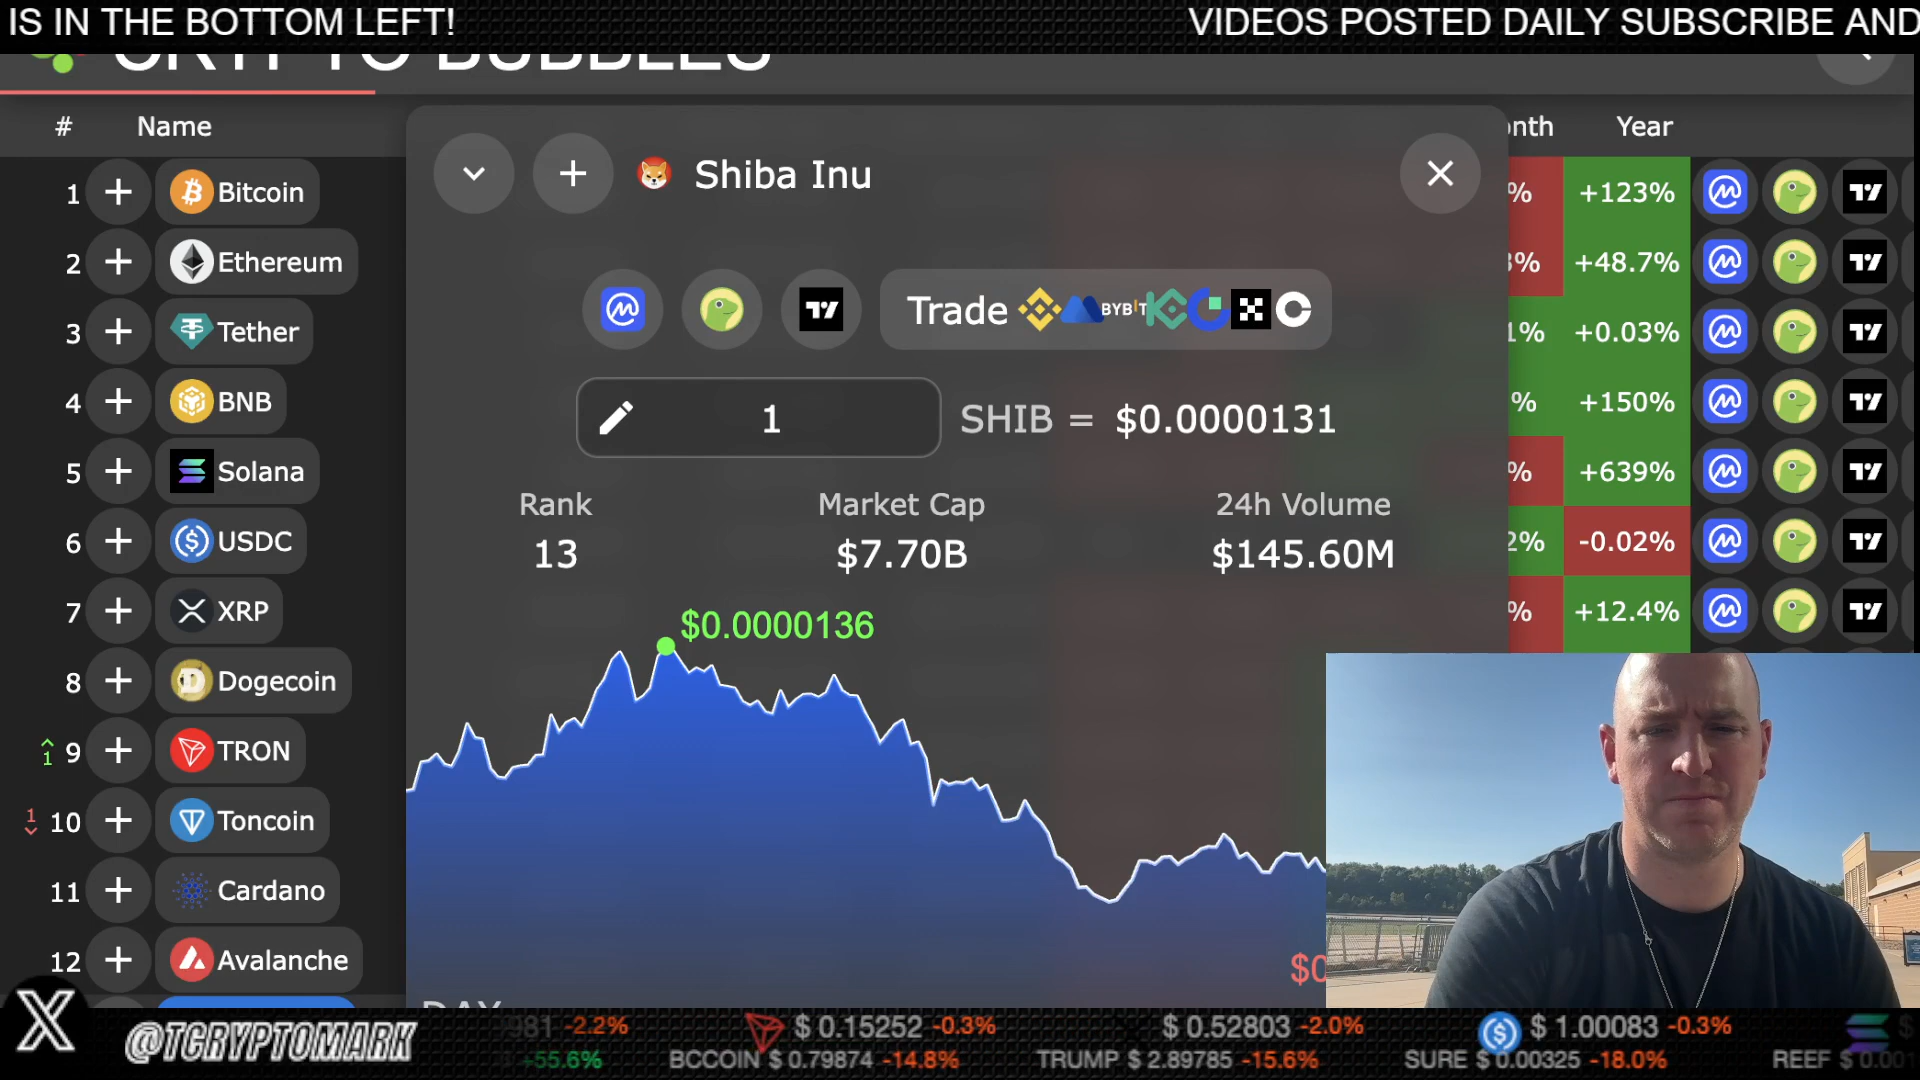 IS IN THE BOTTOM LEFT! VIDEOS POSTED DAILY SUBSCRIBE AND
CRYPTO BUBBLES
# Name
Shiba Inu
onth Year
1 Bitcoin +123%
2 Ethereum % +48.7%
3 Tether 1% +0.03%
4 BNB % +150%
5 Solana % +639%
6 USDC 2% -0.02%
7 XRP % +12.4%
8 Dogecoin
1 9 TRON
1 10 Toncoin
11 Cardano
12 Avalanche
Trade BYBIT
1 SHIB = $0.0000131
Rank Market Cap 24h Volume
13 $7.70B $145.60M
$0.0000136
$0
DAY
@TCRYPTOMARK
981 -2.2% $ 0.15252 -0.3% $ 0.52803 -2.0% $ 1.00083 -0.3% $
+55.6% BCCOIN $ 0.79874 -14.8% TRUMP $ 2.89785 -15.6% SURE $ 0.00325 -18.0% REEF $ 0.00